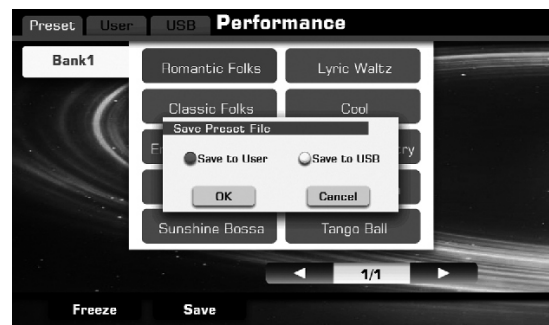 Preset User USB Performance
Bank1
Romantic Folks Lyric Waltz
Classic Folks Cool
Save Preset File
Save to User Save to USB
OK Cancel
Sunshine Bossa Tango Ball
1/1
Freeze Save